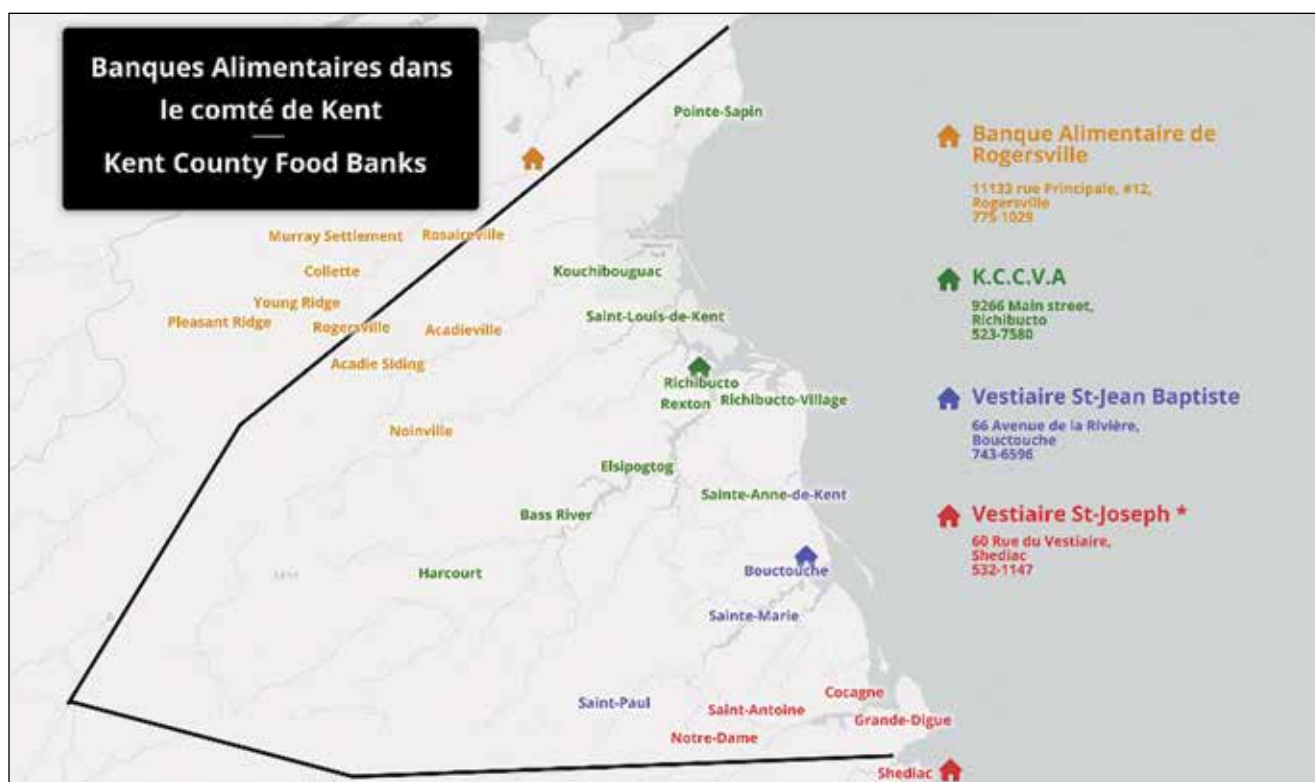 Banques Alimentaires dans
le comté de Kent
Kent County Food Banks
Pointe-Sapin
Murray Settlement
Rosaireville
Collette
Kouchibouguac
Young Ridge
Saint-Louis-de-Kent
Pleasant Ridge
Rogersville
Acadieville
Acadie Siding
Richibucto
Rexton
Richibucto-Village
Noinville
Elsipogtog
Sainte-Anne-de-Kent
Bass River
Bouctouche
Harcourt
Sainte-Marie
Saint-Paul
Cocagne
Saint-Antoine
Grande-Digue
Notre-Dame
Shediac
Banque Alimentaire de
Rogersville
11133 rue Principale, #12,
Rogersville
775 1029
K.C.C.V.A
9266 Main street,
Richibucto
523-7580
Vestiaire St-Jean Baptiste
66 Avenue de la Rivière,
Bouctouche
743-6596
Vestiaire St-Joseph *
60 Rue du Vestiaire,
Shediac
532-1147